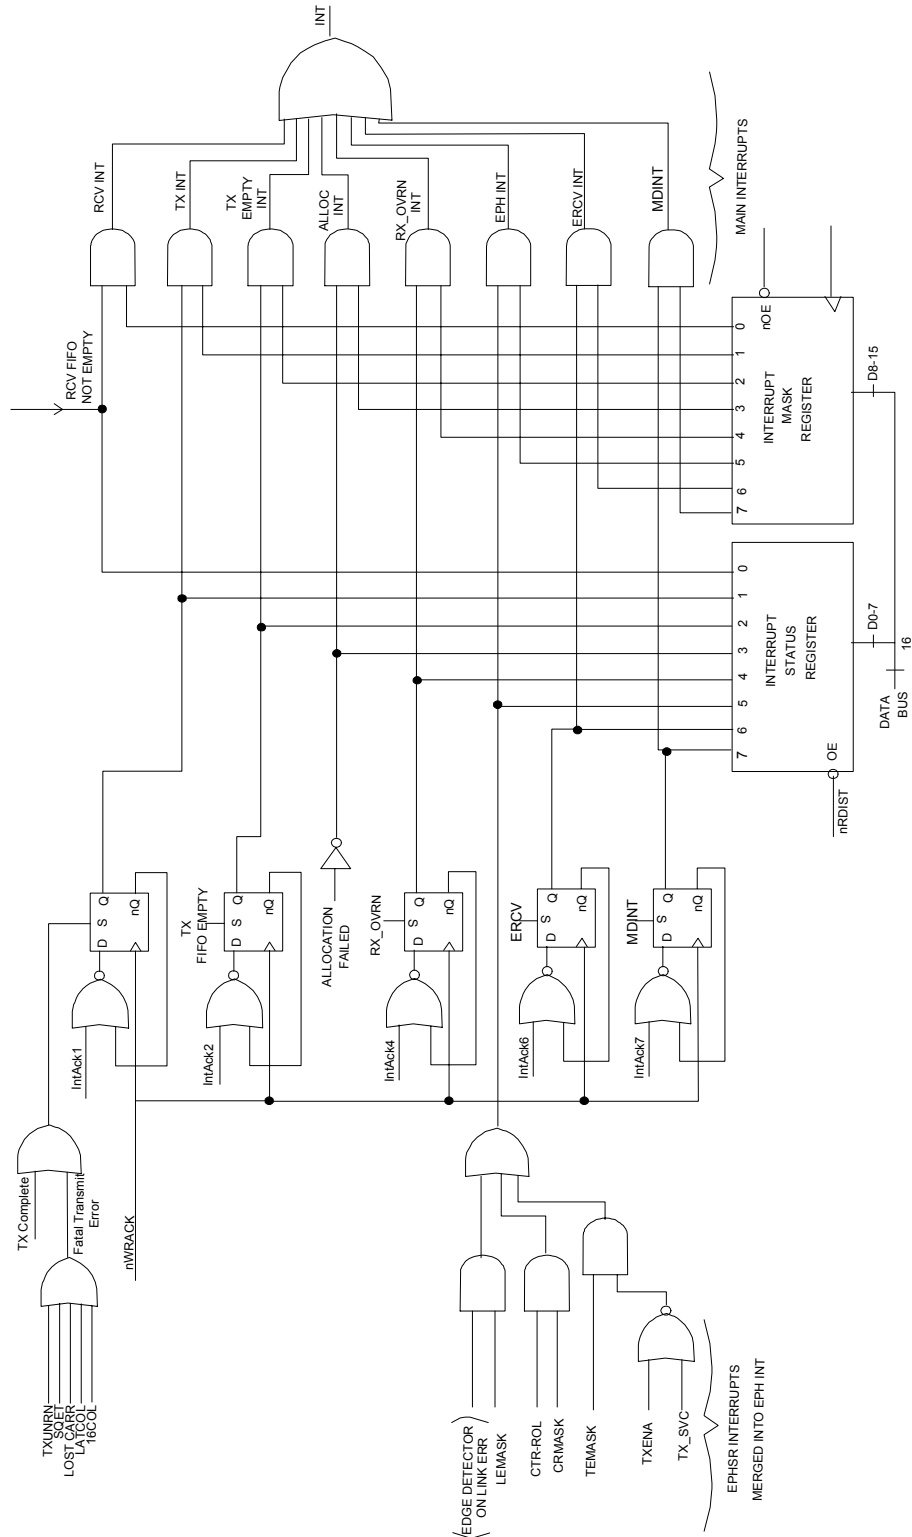 INT
RCV INT
TX INT
TX
EMPTY
INT
ALLOC
INT
RX_OVRN
INT
EPH INT
ERCV INT
MDINT
MAIN INTERRUPTS
RCV FIFO
NOT EMPTY
nOE
0
1
2
3
4
5
6
7
INTERRUPT
MASK
REGISTER
D8-15
0
1
2
3
4
5
6
7
INTERRUPT
STATUS
REGISTER
OE
nRDIST
D0-7
16
DATA
BUS
D
S
Q
nQ
IntAck1
TX
FIFO EMPTY
D
S
Q
nQ
IntAck2
ALLOCATION
FAILED
RX_OVRN
D
S
Q
nQ
IntAck4
ERCV
D
S
Q
nQ
IntAck6
MDINT
D
S
Q
nQ
IntAck7
TX Complete
Fatal Transmit
Error
nWRACK
TXUNRN
SQET
LOST CARR
LATCOL
16COL
EDGE DETECTOR
ON LINK ERR
LEMASK
CTR-ROL
CRMASK
TEMASK
TXENA
TX_SVC
EPHSR INTERRUPTS
MERGED INTO EPH INT